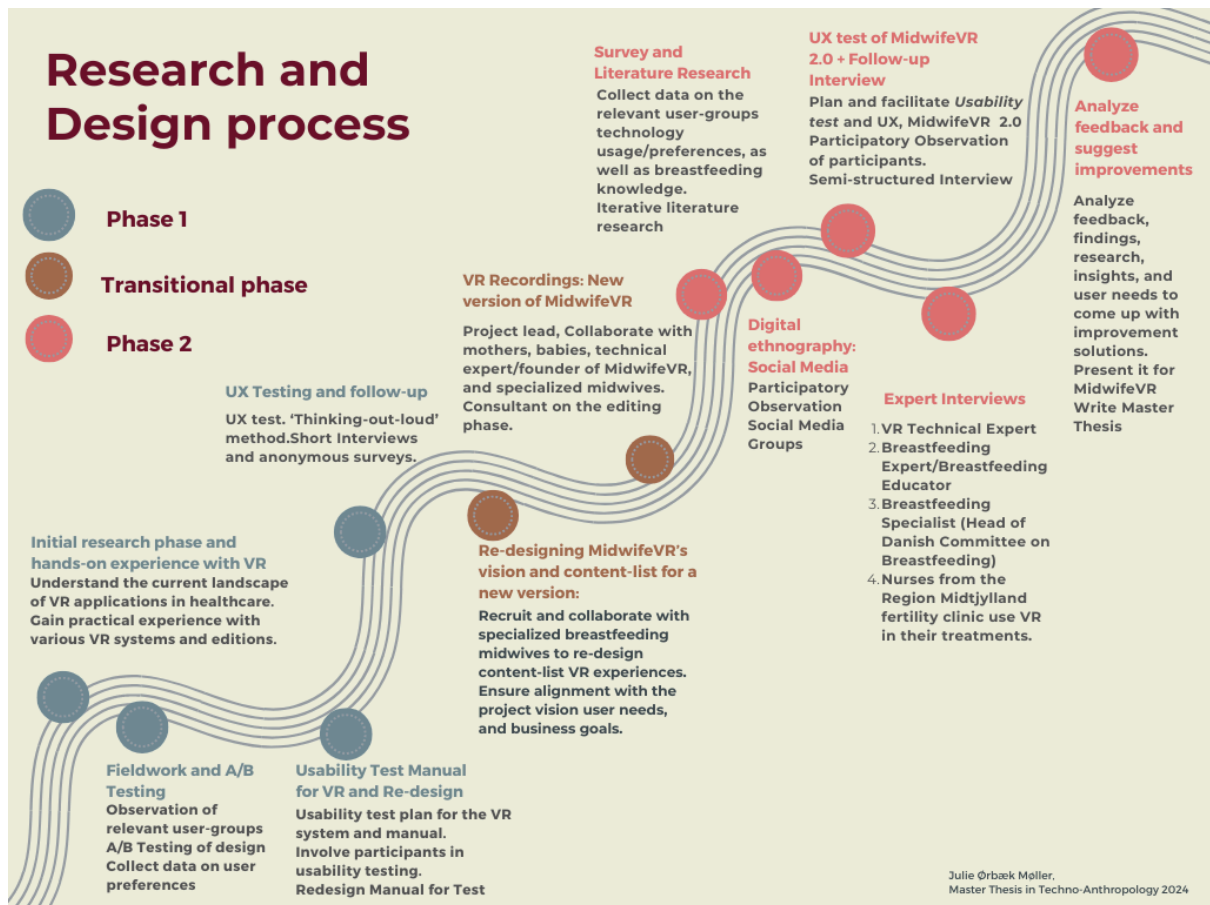 Research and
Design process
Phase 1
Transitional phase
Phase 2
Initial research phase and
hands-on experience with VR
Understand the current landscape
of VR applications in healthcare.
Gain practical experience with
various VR systems and editions.
Fieldwork and A/B
Testing
Observation of
relevant user-groups
A/B Testing of design
Collect data on user
preferences
Usability Test Manual
for VR and Re-design
Usability test plan for the VR
system and manual.
Involve participants in
usability testing.
Redesign Manual for Test
UX Testing and follow-up
UX test. ‘Thinking-out-loud’
method.Short Interviews
and anonymous surveys.
Re-designing MidwifeVR's
vision and content-list for a
new version:
Recruit and collaborate with
specialized breastfeeding
midwives to re-design
content-list VR experiences.
Ensure alignment with the
project vision user needs,
and business goals.
VR Recordings: New
version of MidwifeVR
Project lead, Collaborate with
mothers, babies, technical
expert/founder of MidwifeVR,
and specialized midwives.
Consultant on the editing
phase.
Survey and
Literature Research
Collect data on the
relevant user-groups
technology
usage/preferences, as
well as breastfeeding
knowledge.
Iterative literature
research
Digital
ethnography:
Social Media
Participatory
Observation
Social Media
Groups
UX test of MidwifeVR
2.0 + Follow-up
Interview
Plan and facilitate Usability
test and UX, MidwifeVR 2.0
Participatory Observation
of participants.
Semi-structured Interview
Expert Interviews
1. VR Technical Expert
2. Breastfeeding
Expert/Breastfeeding
Educator
3. Breastfeeding
Specialist (Head of
Danish Committee on
Breastfeeding)
4. Nurses from the
Region Midtjylland
fertility clinic use VR
in their treatments.
Analyze
feedback and
suggest
improvements
Analyze
feedback,
findings,
research,
insights, and
user needs to
come up with
improvement
solutions.
Present it for
MidwifeVR
Write Master
Thesis
Julie Ørbæk Møller,
Master Thesis in Techno-Anthropology 2024